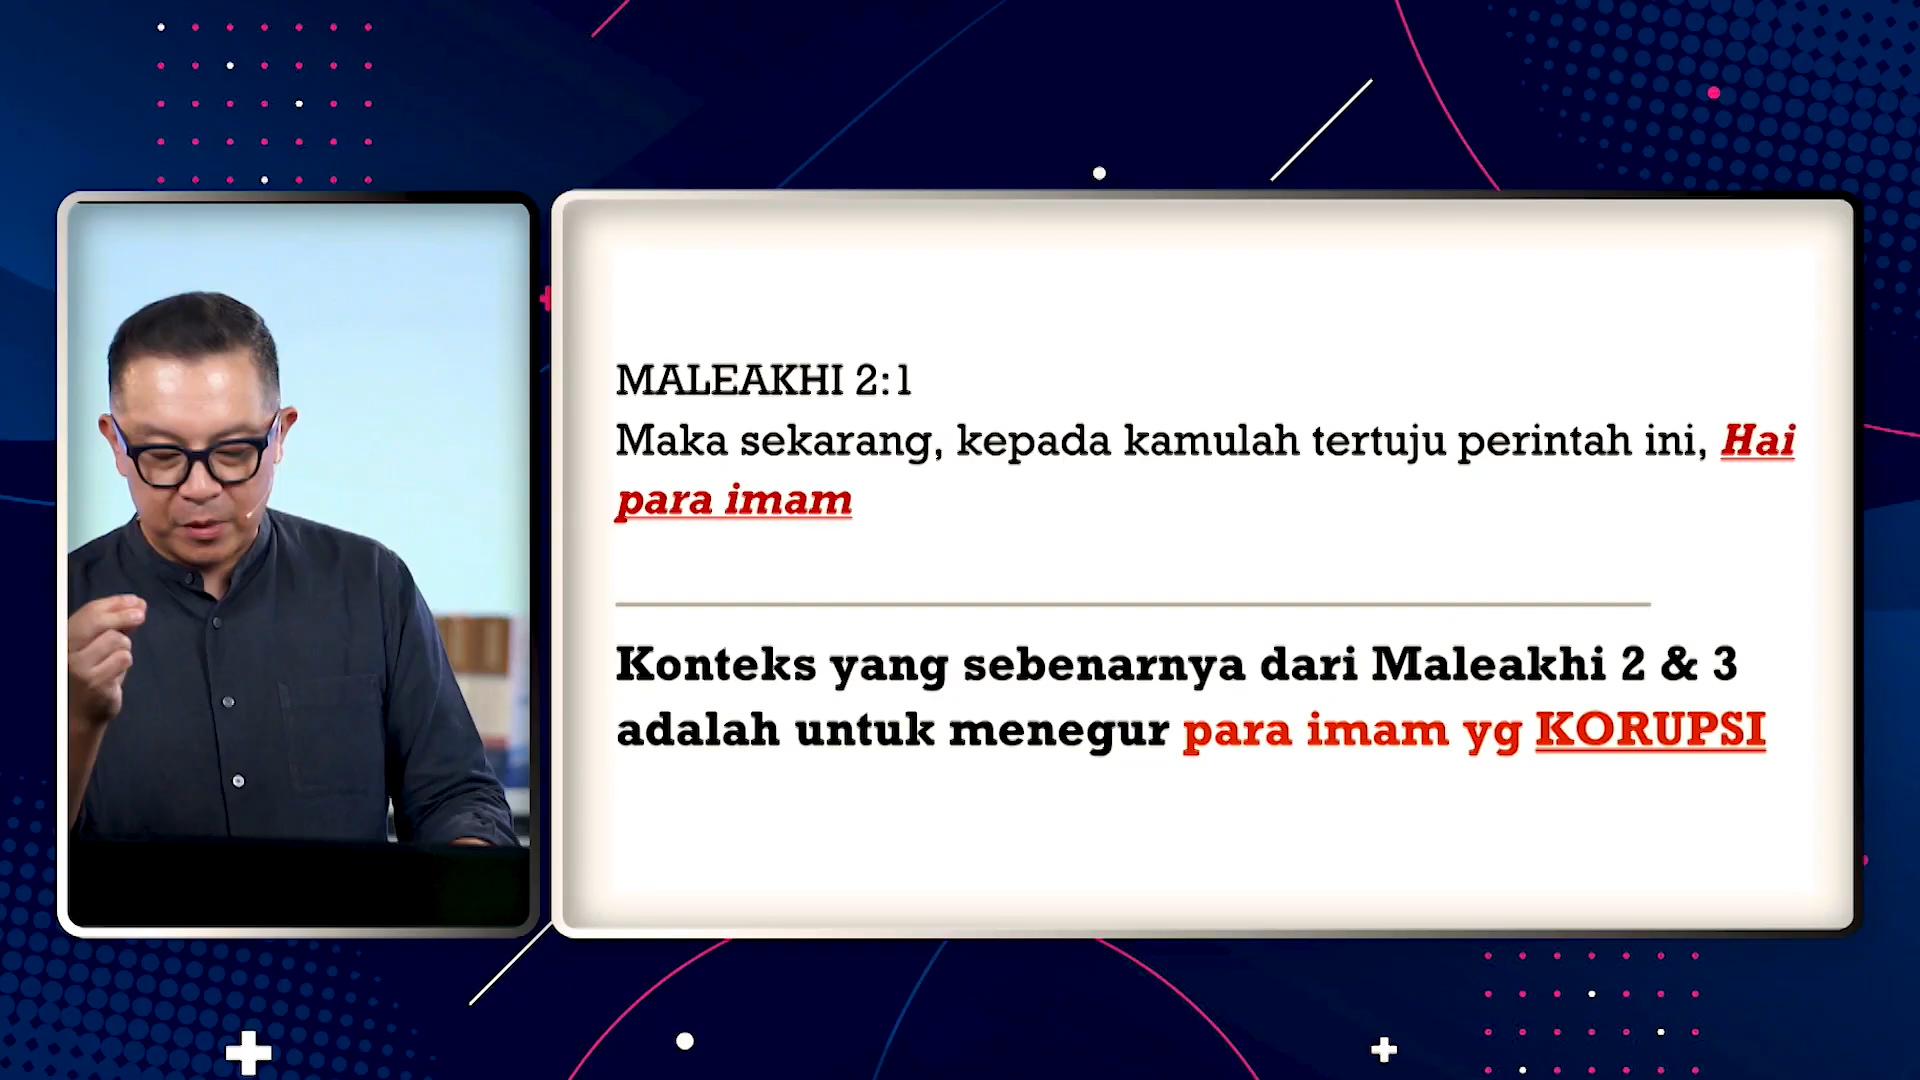 MALEAKHI 2:1
Maka sekarang, kepada kamulah tertuju perintah ini, Hai
para imam
Konteks yang sebenarnya dari Maleakhi 2 & 3
adalah untuk menegur para imam yg KORUPSI